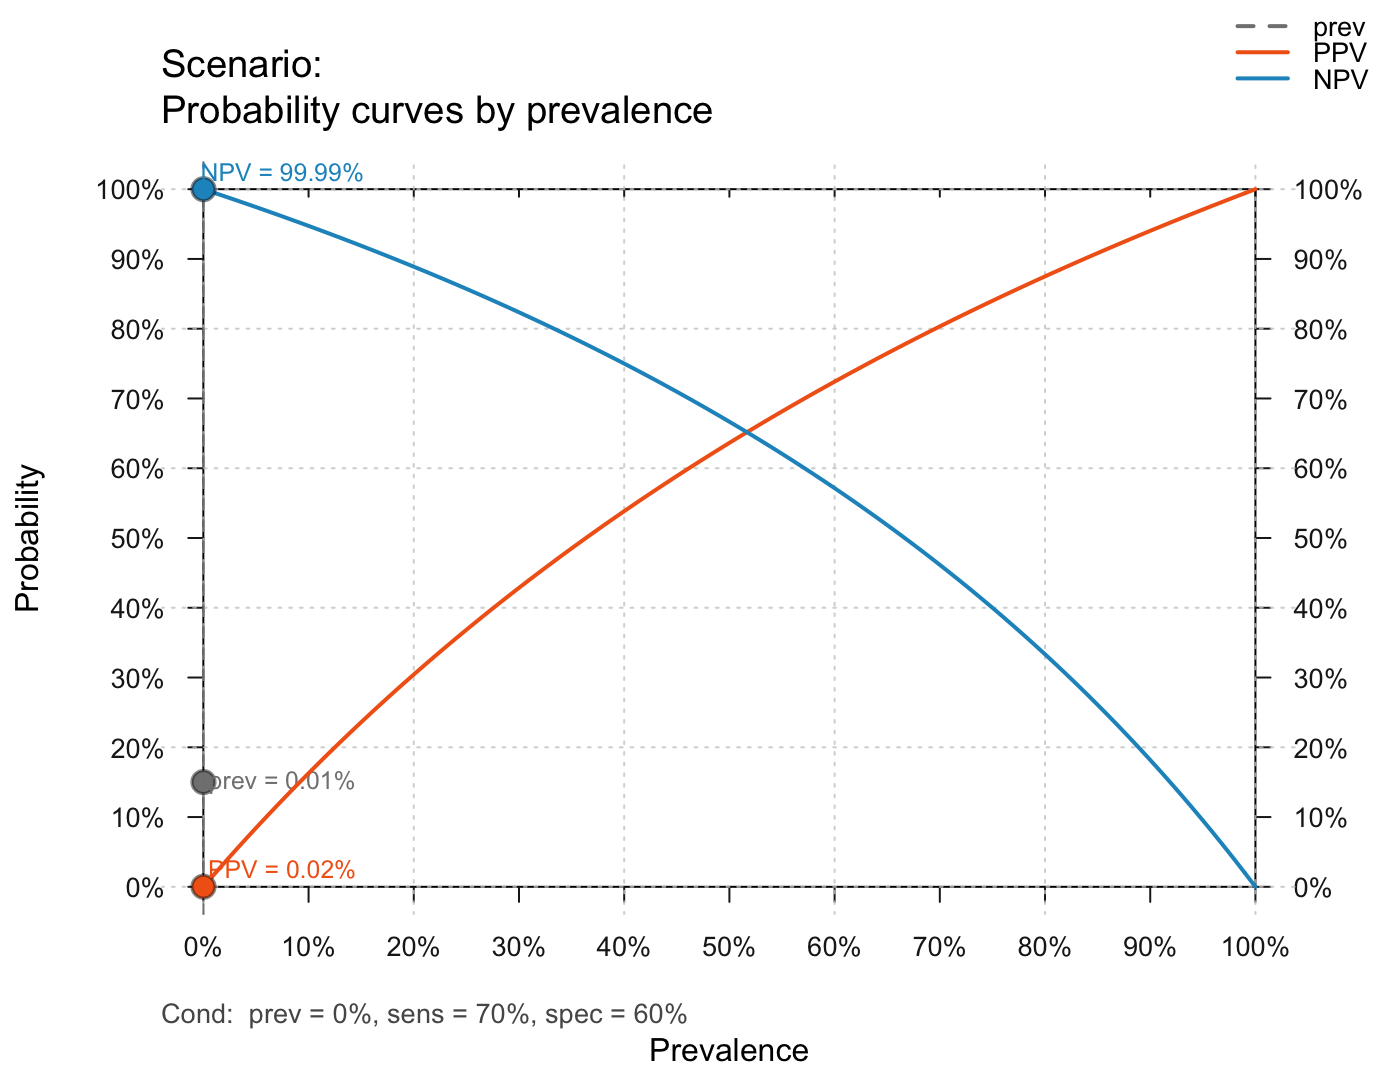 prev
PPV
NPV
Scenario:
Probability curves by prevalence
NPV = 99.99%
100% 100%
90% 90%
80% 80%
70% 70%
60% 60%
50% 50%
40% 40%
30% 30%
20% 20%
prev = 0.01%
10% 10%
PPV = 0.02%
0% 0%
Probability
0% 10% 20% 30% 40% 50% 60% 70% 80% 90% 100%
Cond:  prev = 0%, sens = 70%, spec = 60%
Prevalence